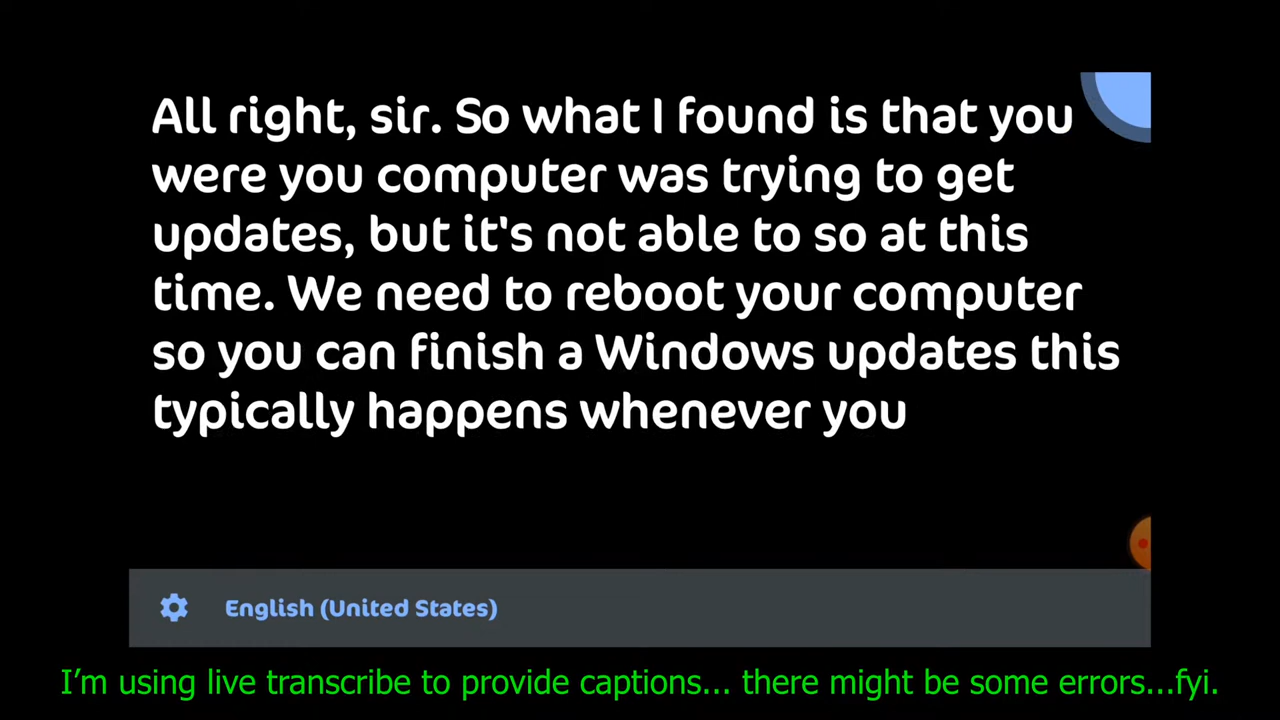 All right, sir. So what I found is that you
were you computer was trying to get
updates, but it's not able to so at this
time. We need to reboot your computer
so you can finish a Windows updates this
typically happens whenever you
English (United States)
I'm using live transcribe to provide captions... there might be some errors...fyi.